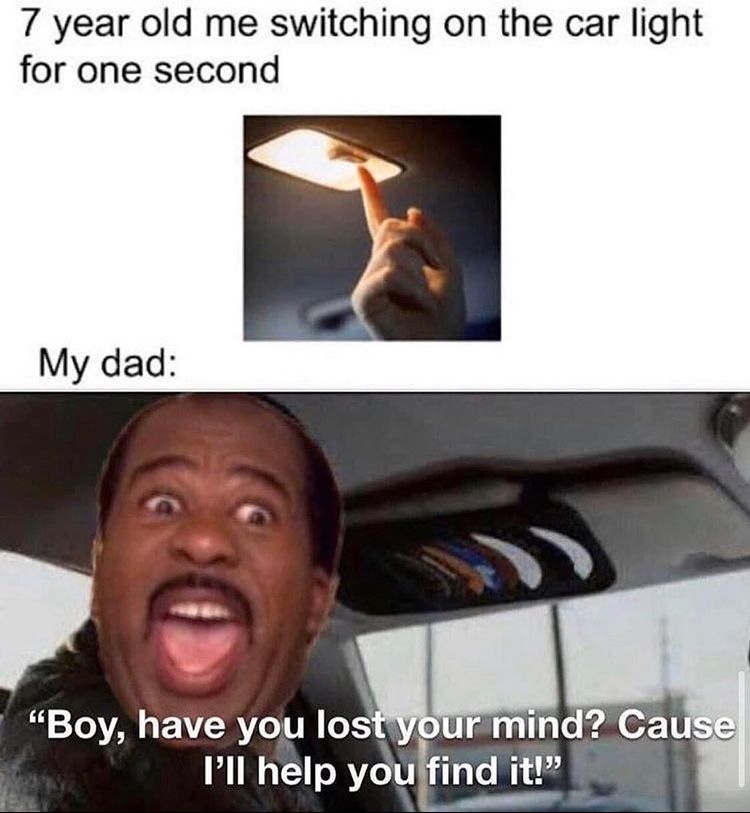 7 year old me switching on the car light
for one second
My dad:
“Boy, have you lost your mind? Cause
I’ll help you find it!”